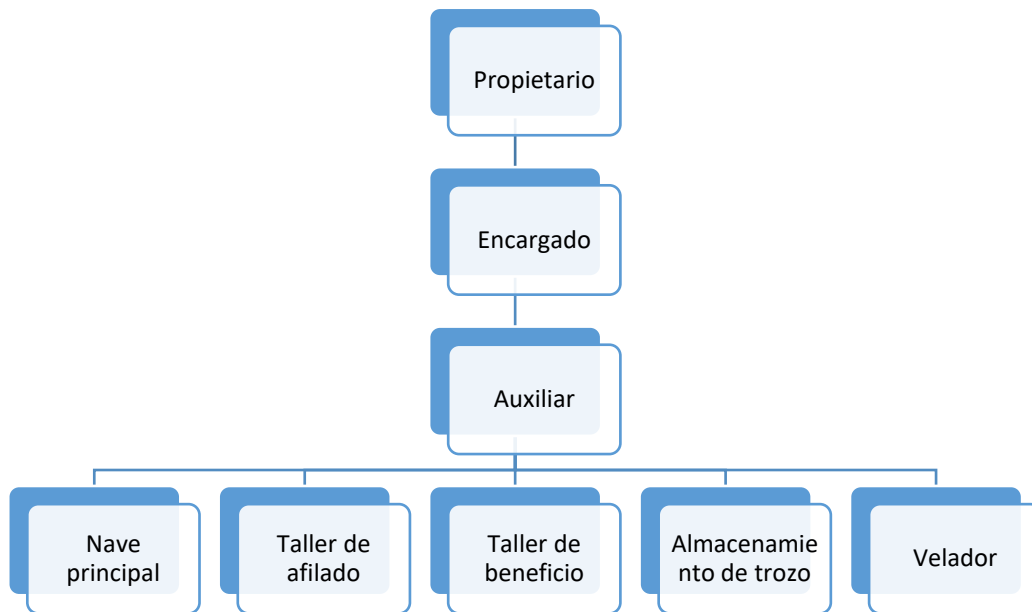 Propietario
Encargado
Auxiliar
Nave
principal
Taller de
afilado
Taller de
beneficio
Almacenamie
nto de trozo
Velador